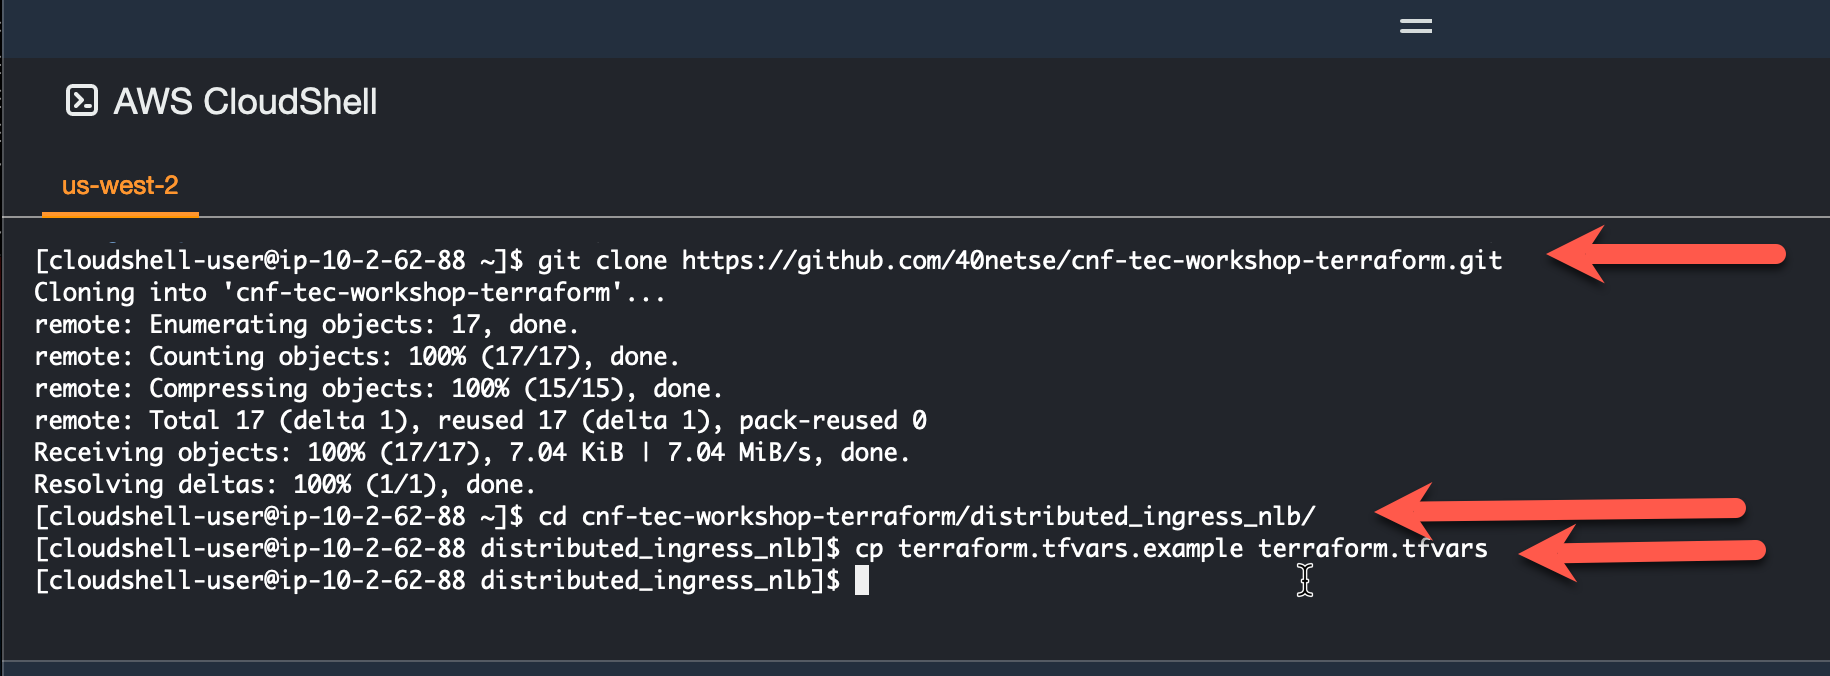 AWS CloudShell
us-west-2
[cloudshell-user@ip-10-2-62-88 ~]$ git clone https://github.com/40netse/cnf-tec-workshop-terraform.git
Cloning into 'cnf-tec-workshop-terraform'...
remote: Enumerating objects: 17, done.
remote: Counting objects: 100% (17/17), done.
remote: Compressing objects: 100% (15/15), done.
remote: Total 17 (delta 1), reused 17 (delta 1), pack-reused 0
Receiving objects: 100% (17/17), 7.04 KiB | 7.04 MiB/s, done.
Resolving deltas: 100% (1/1), done.
[cloudshell-user@ip-10-2-62-88 ~]$ cd cnf-tec-workshop-terraform/distributed_ingress_nlb/
[cloudshell-user@ip-10-2-62-88 distributed_ingress_nlb]$ cp terraform.tfvars.example terraform.tfvars
[cloudshell-user@ip-10-2-62-88 distributed_ingress_nlb]$